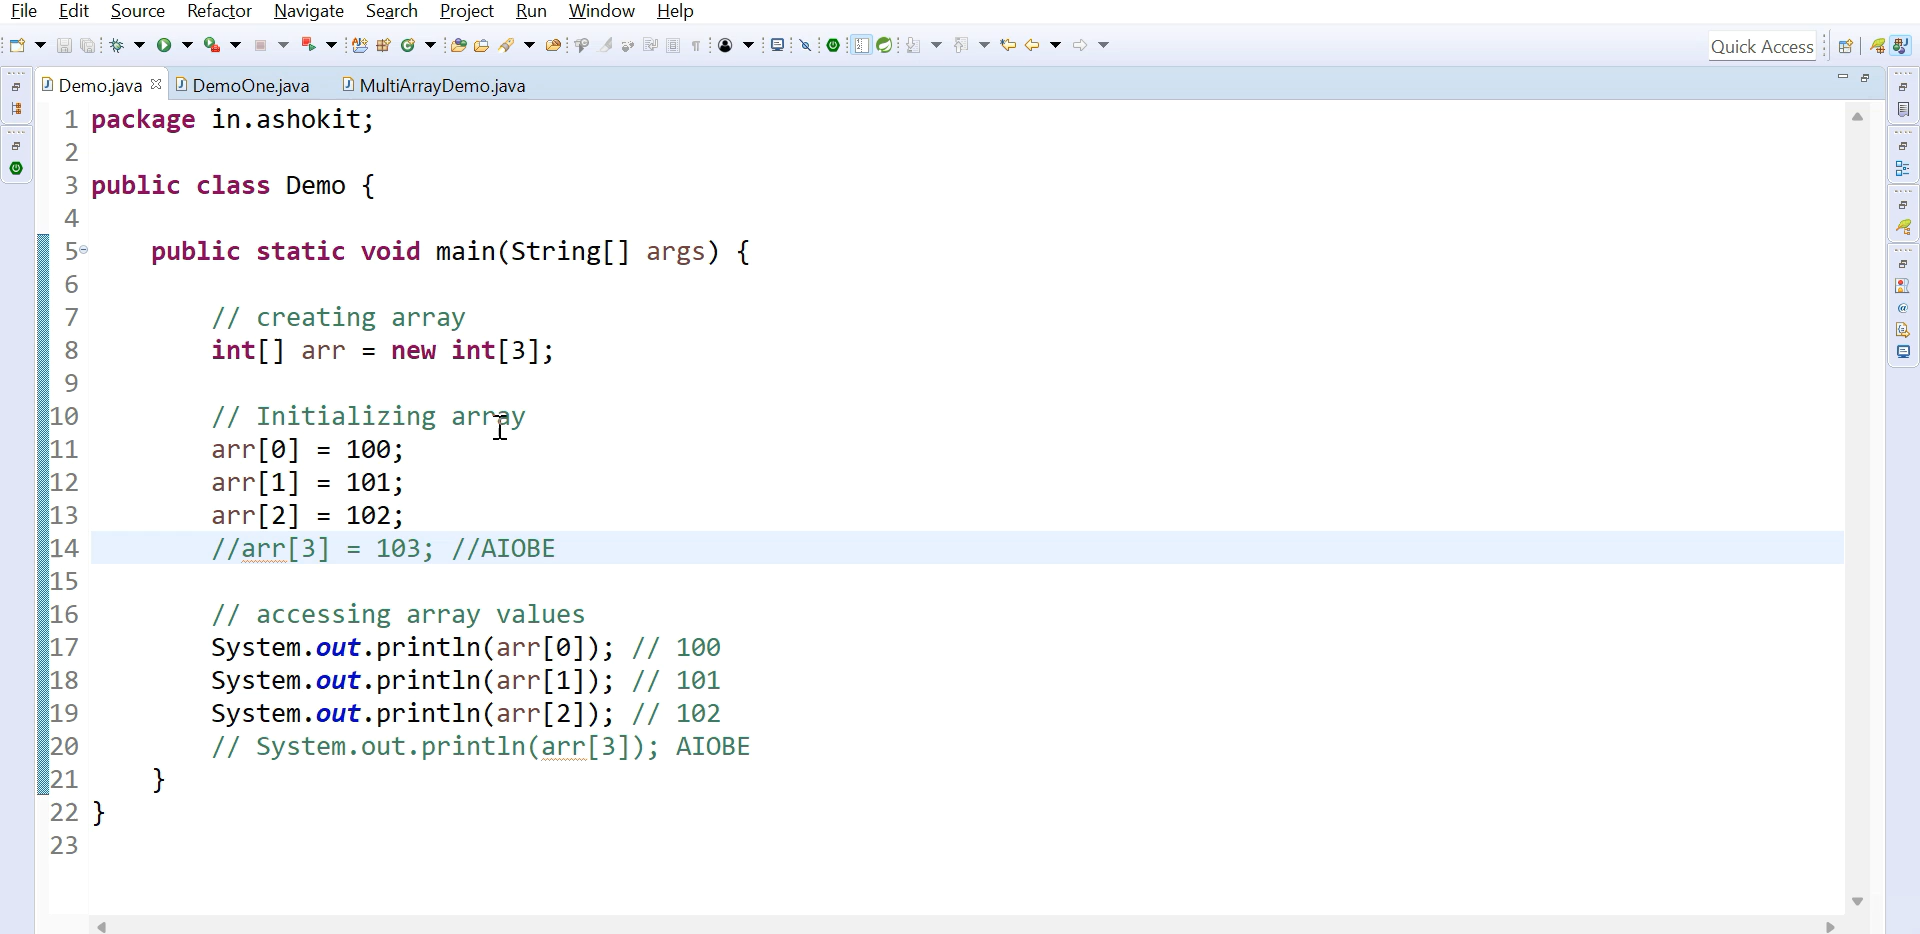 File Edit Source Refactor Navigate Search Project Run Window Help
Quick Access
Demo.java DemoOne.java MultiArrayDemo.java
1 package in.ashokit;
2
3 public class Demo {
4
5 public static void main(String[] args) {
6
7 // creating array
8 int[] arr = new int[3];
9
10 // Initializing array
11 arr[0] = 100;
12 arr[1] = 101;
13 arr[2] = 102;
14 //arr[3] = 103; //AIOBE
15
16 // accessing array values
17 System.out.println(arr[0]); // 100
18 System.out.println(arr[1]); // 101
19 System.out.println(arr[2]); // 102
20 // System.out.println(arr[3]); AIOBE
21 }
22 }
23